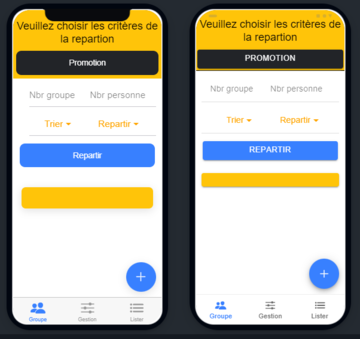 Veuillez choisir les critères de
la repartion
Promotion
Nbr groupe Nbr personne
Trier Repartir
Repartir
+
Groupe Gestion Lister
Veuillez choisir les critères de
la repartion
PROMOTION
Nbr groupe Nbr personne
Trier Repartir
REPARTIR
+
Groupe Gestion Lister